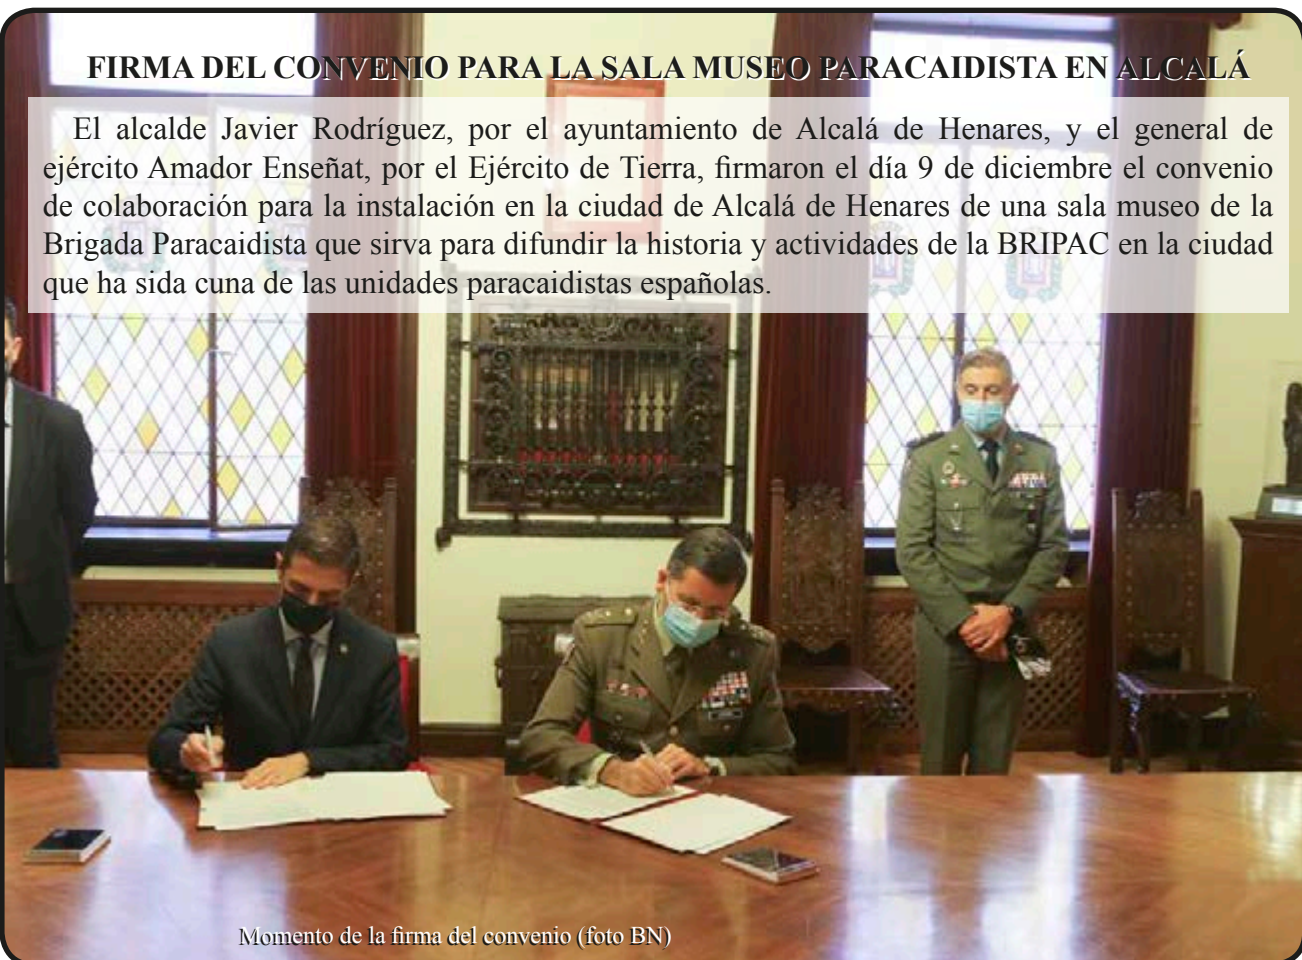 FIRMA DEL CONVENIO PARA LA SALA MUSEO PARACAIDISTA EN ALCALÁ
El alcalde Javier Rodríguez, por el ayuntamiento de Alcalá de Henares, y el general de
ejército Amador Enseñat, por el Ejército de Tierra, firmaron el día 9 de diciembre el convenio
de colaboración para la instalación en la ciudad de Alcalá de Henares de una sala museo de la
Brigada Paracaidista que sirva para difundir la historia y actividades de la BRIPAC en la ciudad
que ha sida cuna de las unidades paracaidistas españolas.
Momento de la firma del convenio (foto BN)